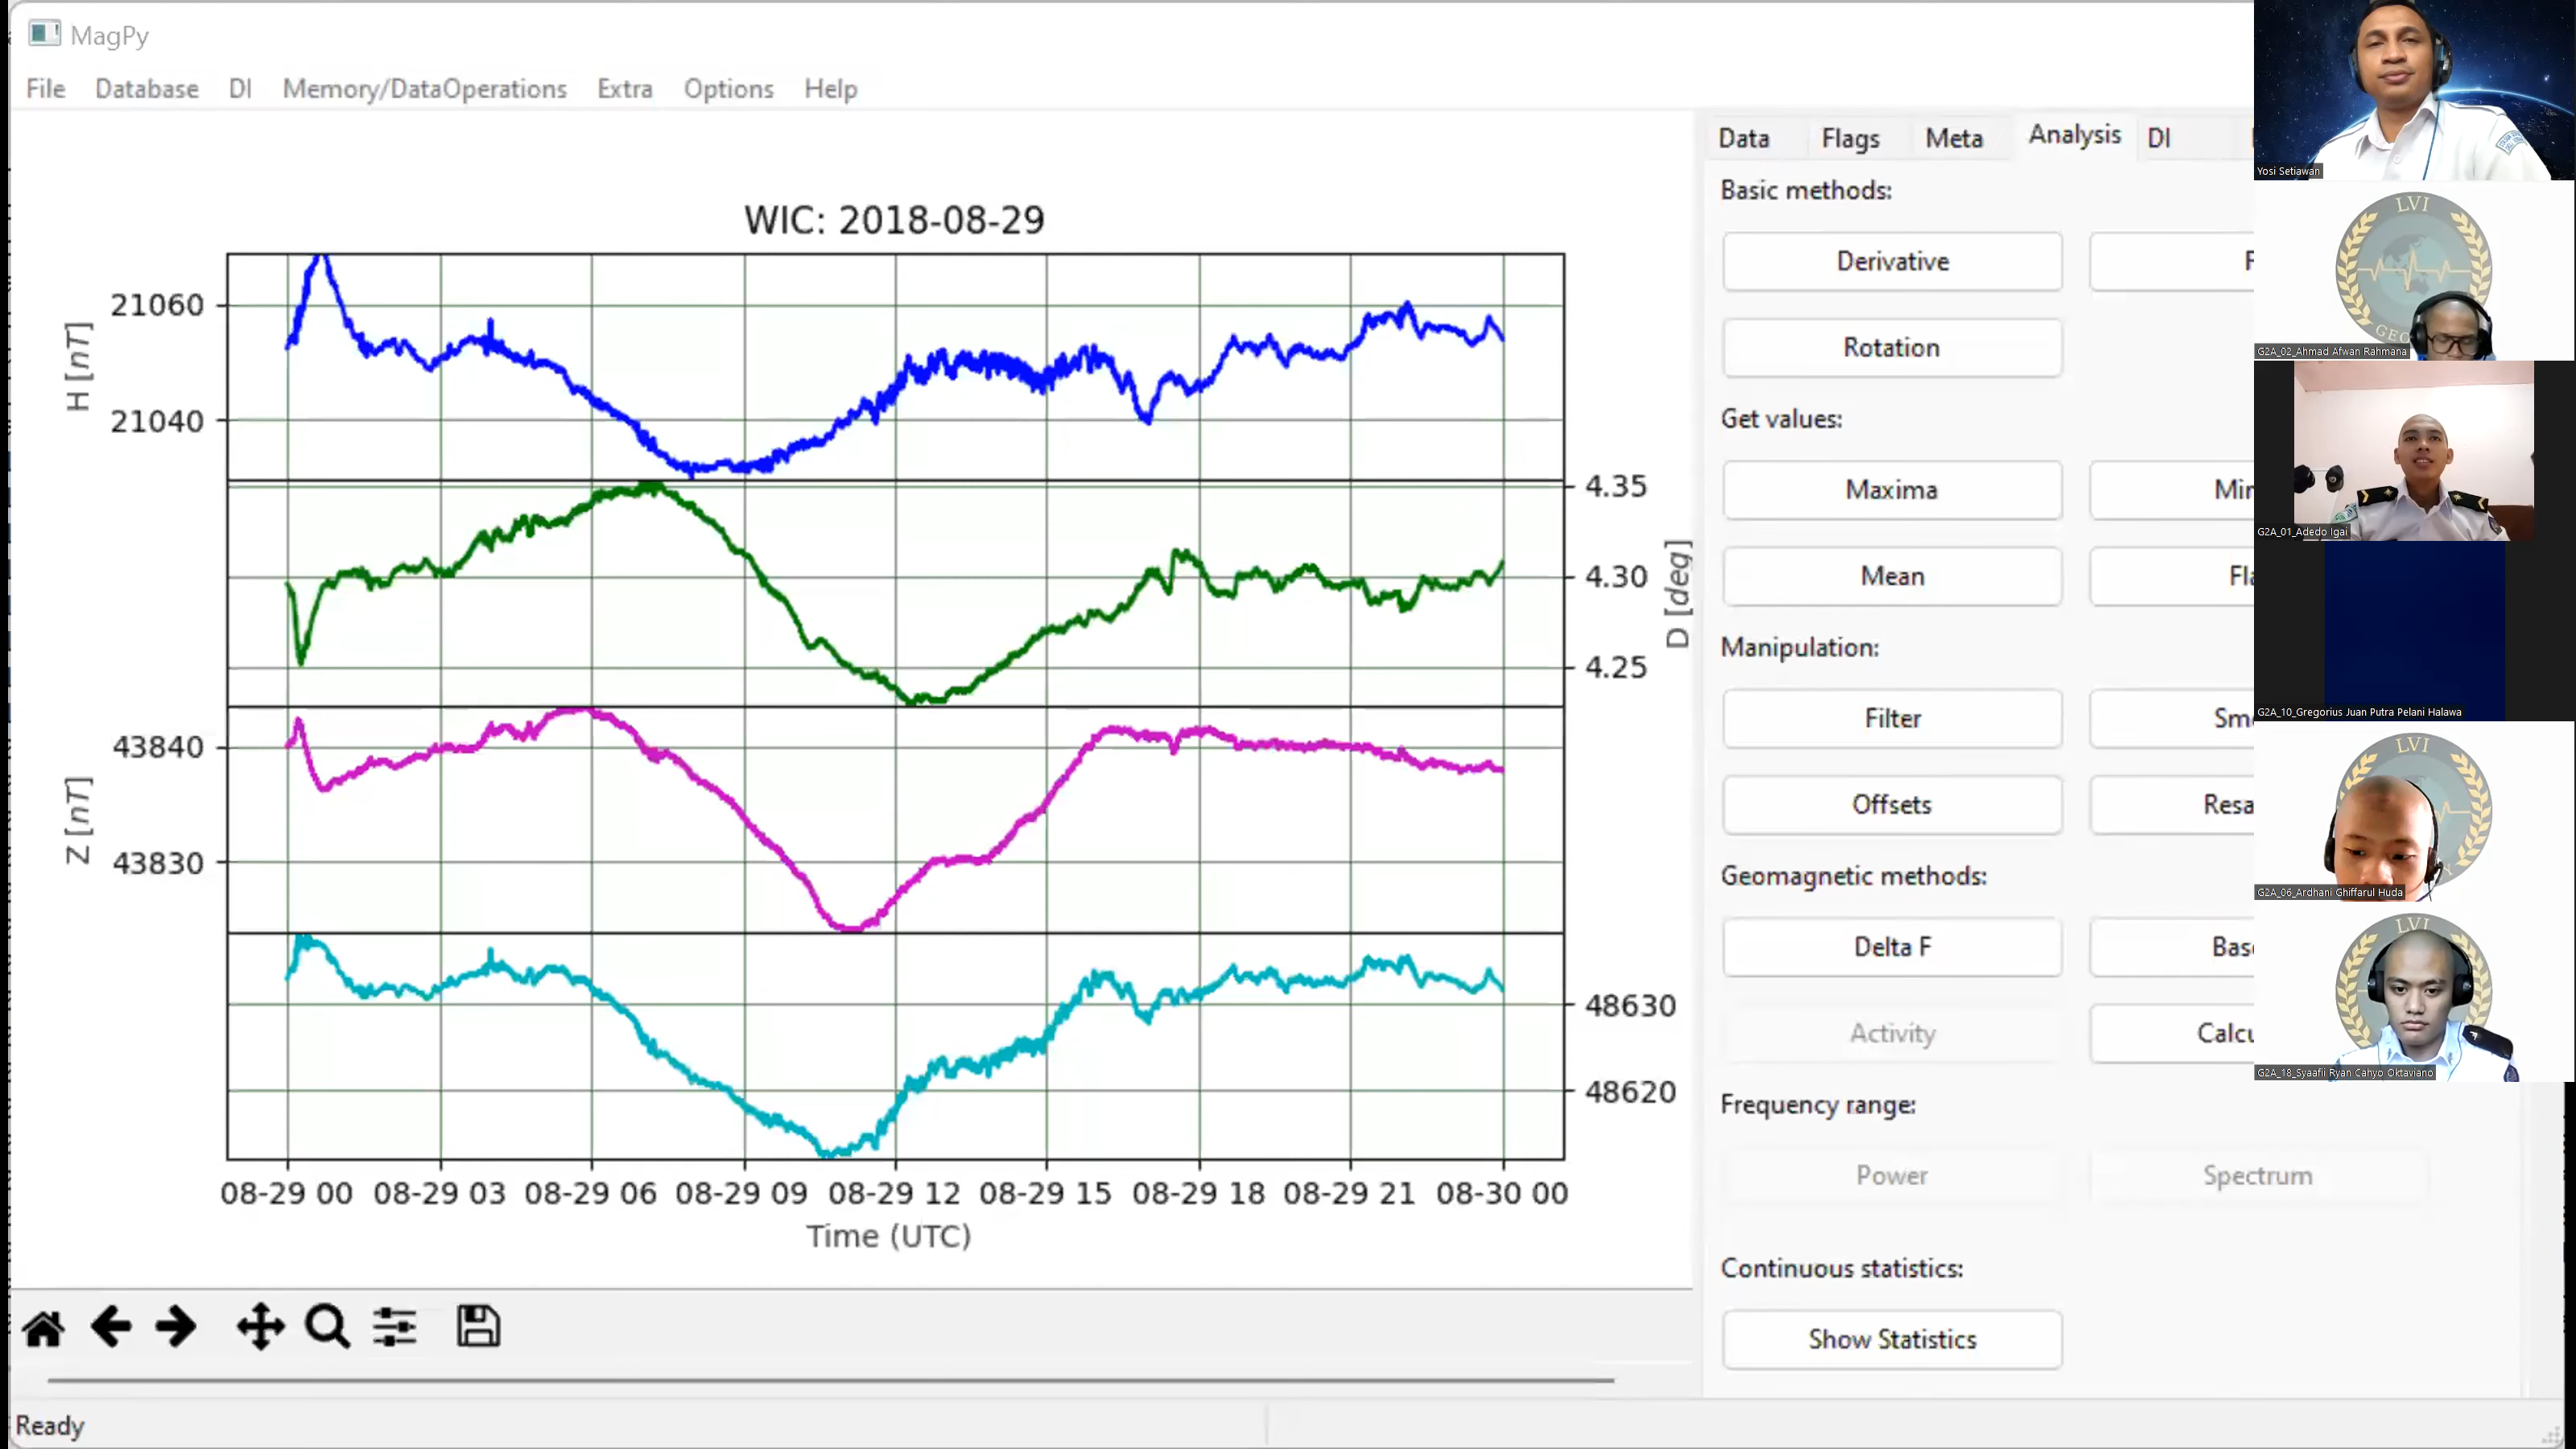 MagPy
File Database DI Memory/DataOperations Extra Options Help
WIC: 2018-08-29
21060
21040
H [nT]
4.35
4.30
4.25
D [deg]
43840
43830
Z [nT]
48630
48620
08-29 00 08-29 03 08-29 06 08-29 09 08-29 12 08-29 15 08-29 18 08-29 21 08-30 00
Time (UTC)
Ready
Data Flags Meta Analysis DI
Basic methods:
Derivative
Rotation
Get values:
Maxima
Mean
Manipulation:
Filter
Offsets
Geomagnetic methods:
Delta F
Activity
Frequency range:
Power Spectrum
Continuous statistics:
Show Statistics
Yosi Setiawan
LVI
G2A_02_Ahmad Afwan Rahmana
G2A_01_Adedo Igai
G2A_10_Gregorius Juan Putra Pelani Halawa
LVI
G2A_06_Ardhani Ghiffarul Huda
LVI
G2A_18_Syaafii Ryan Cahyo Oktaviano